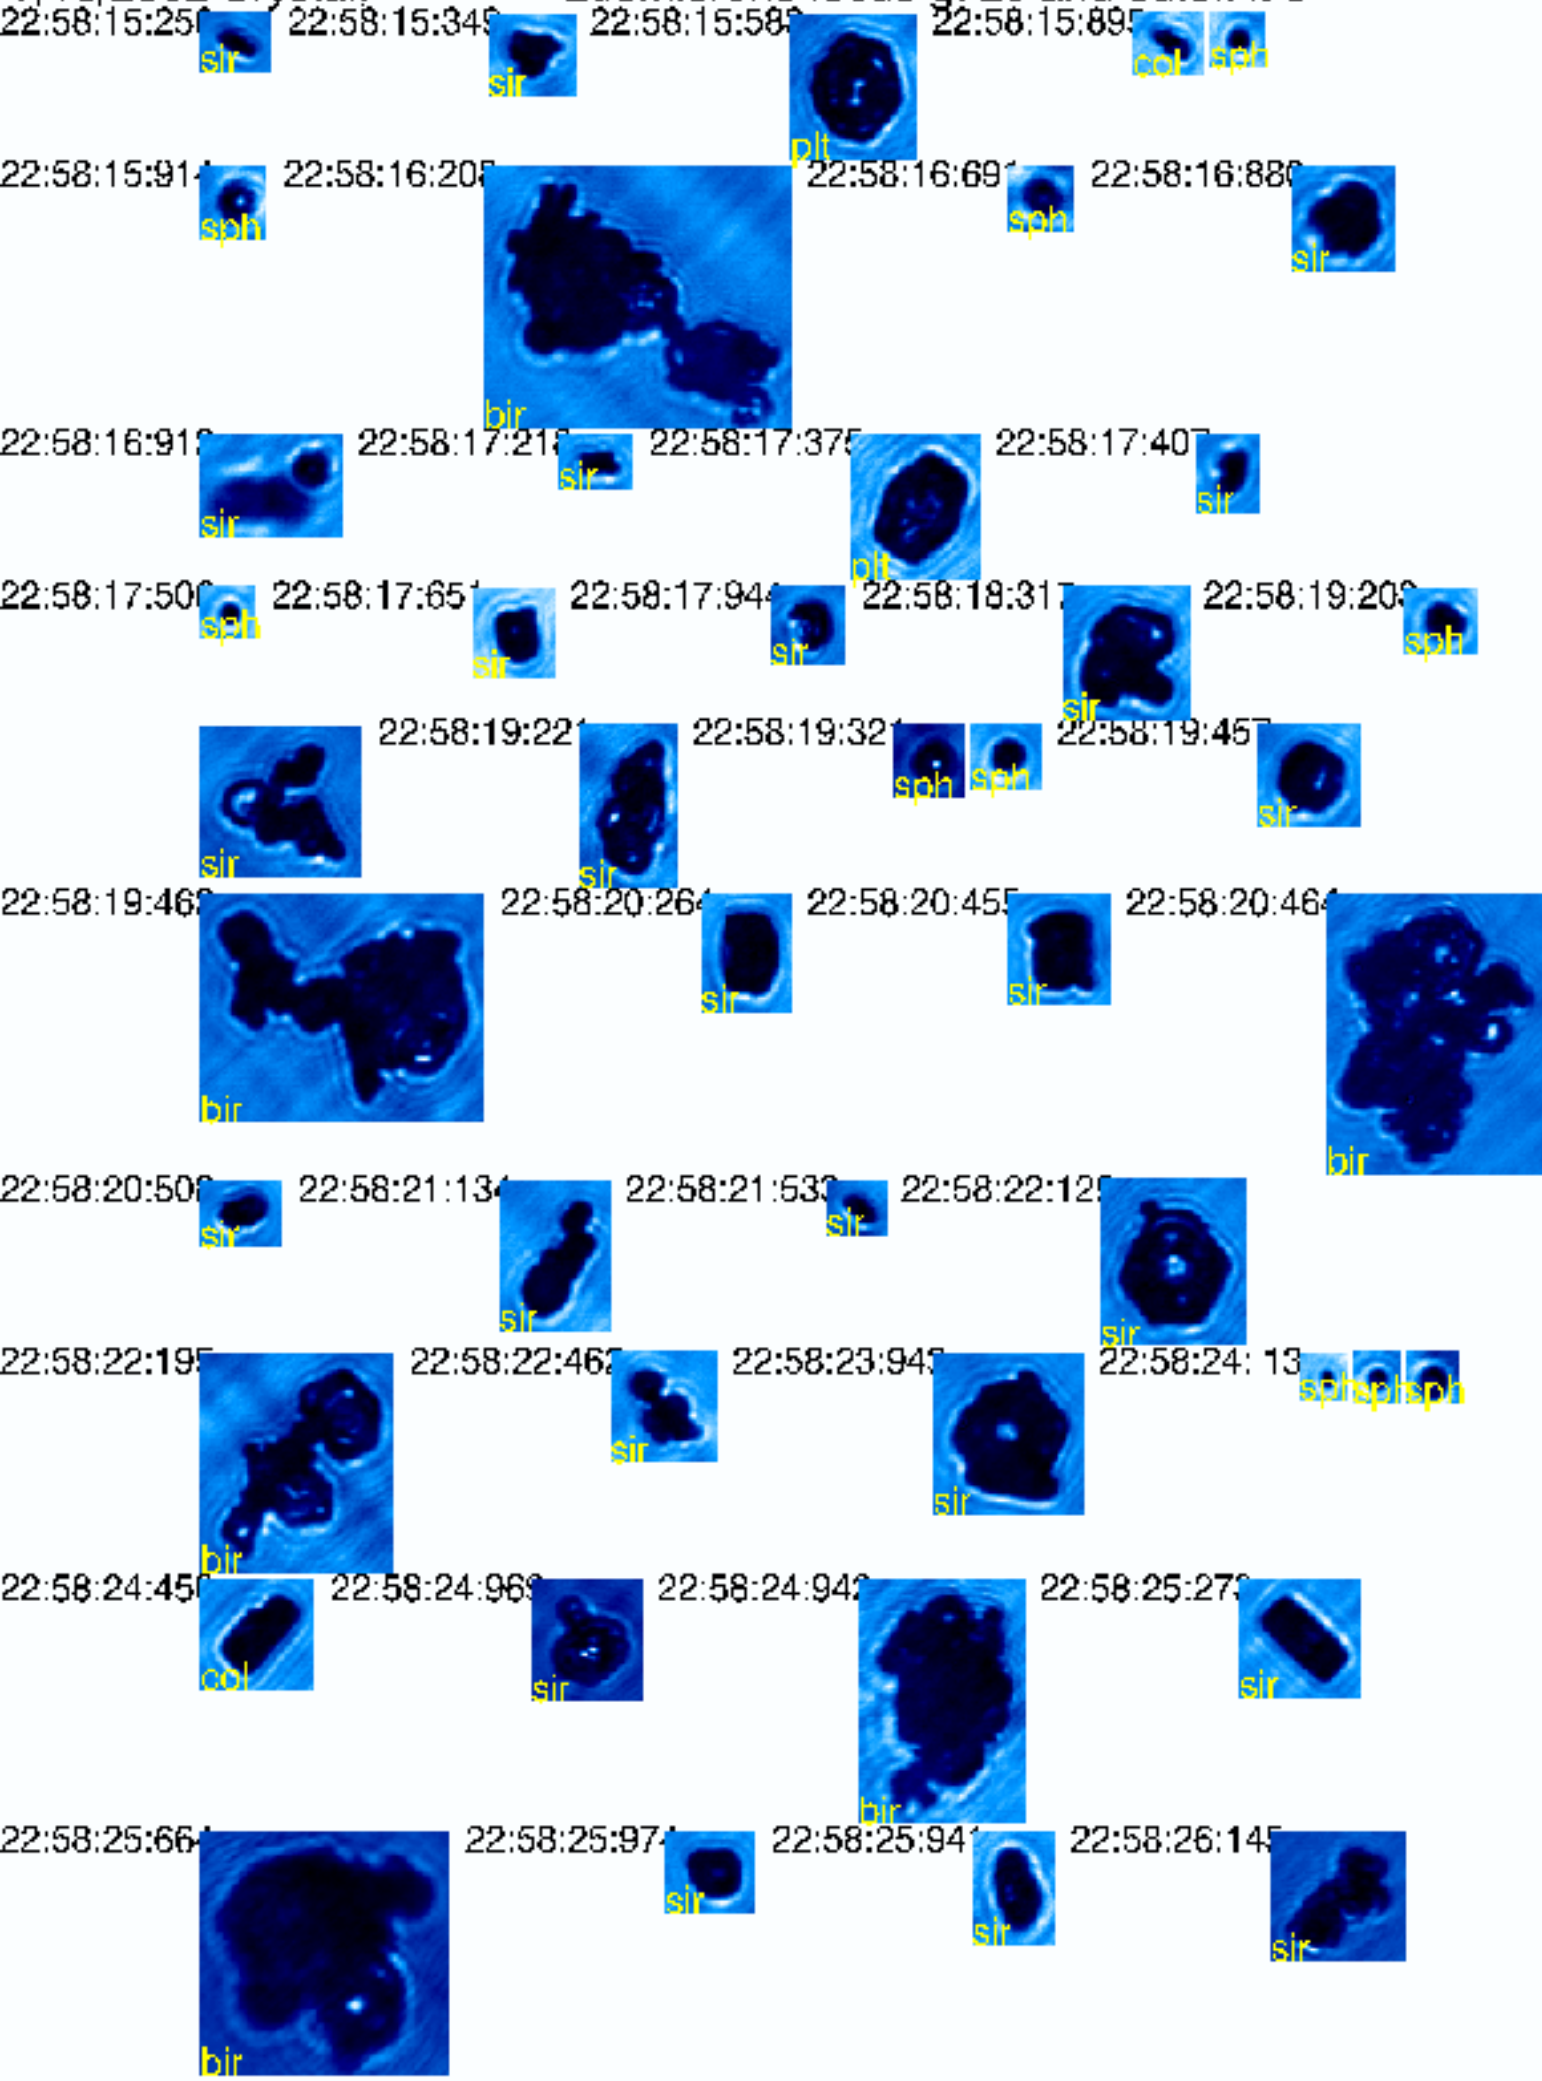 22:58:15:250 22:58:15:349 22:58:15:583 22:58:15:895
sir sir plt col sph
22:58:15:914 22:58:16:205 22:58:16:691 22:58:16:880
sph bir sph sir
22:58:16:912 22:58:17:218 22:58:17:375 22:58:17:407
sir sir plt sir
22:58:17:500 22:58:17:651 22:58:17:944 22:58:18:317 22:58:19:203
sph sir sir sir sph
22:58:19:221 22:58:19:321 22:58:19:457
sir sir sph sph sir
22:58:19:462 22:58:20:264 22:58:20:455 22:58:20:464
bir sir sir bir
22:58:20:502 22:58:21:134 22:58:21:533 22:58:22:125
sir sir sir sir
22:58:22:195 22:58:22:462 22:58:23:943 22:58:24: 13
bir sir sir sph sph sph
22:58:24:450 22:58:24:969 22:58:24:942 22:58:25:273
col sir bir sir
22:58:25:664 22:58:25:974 22:58:25:941 22:58:26:145
bir sir sir sir